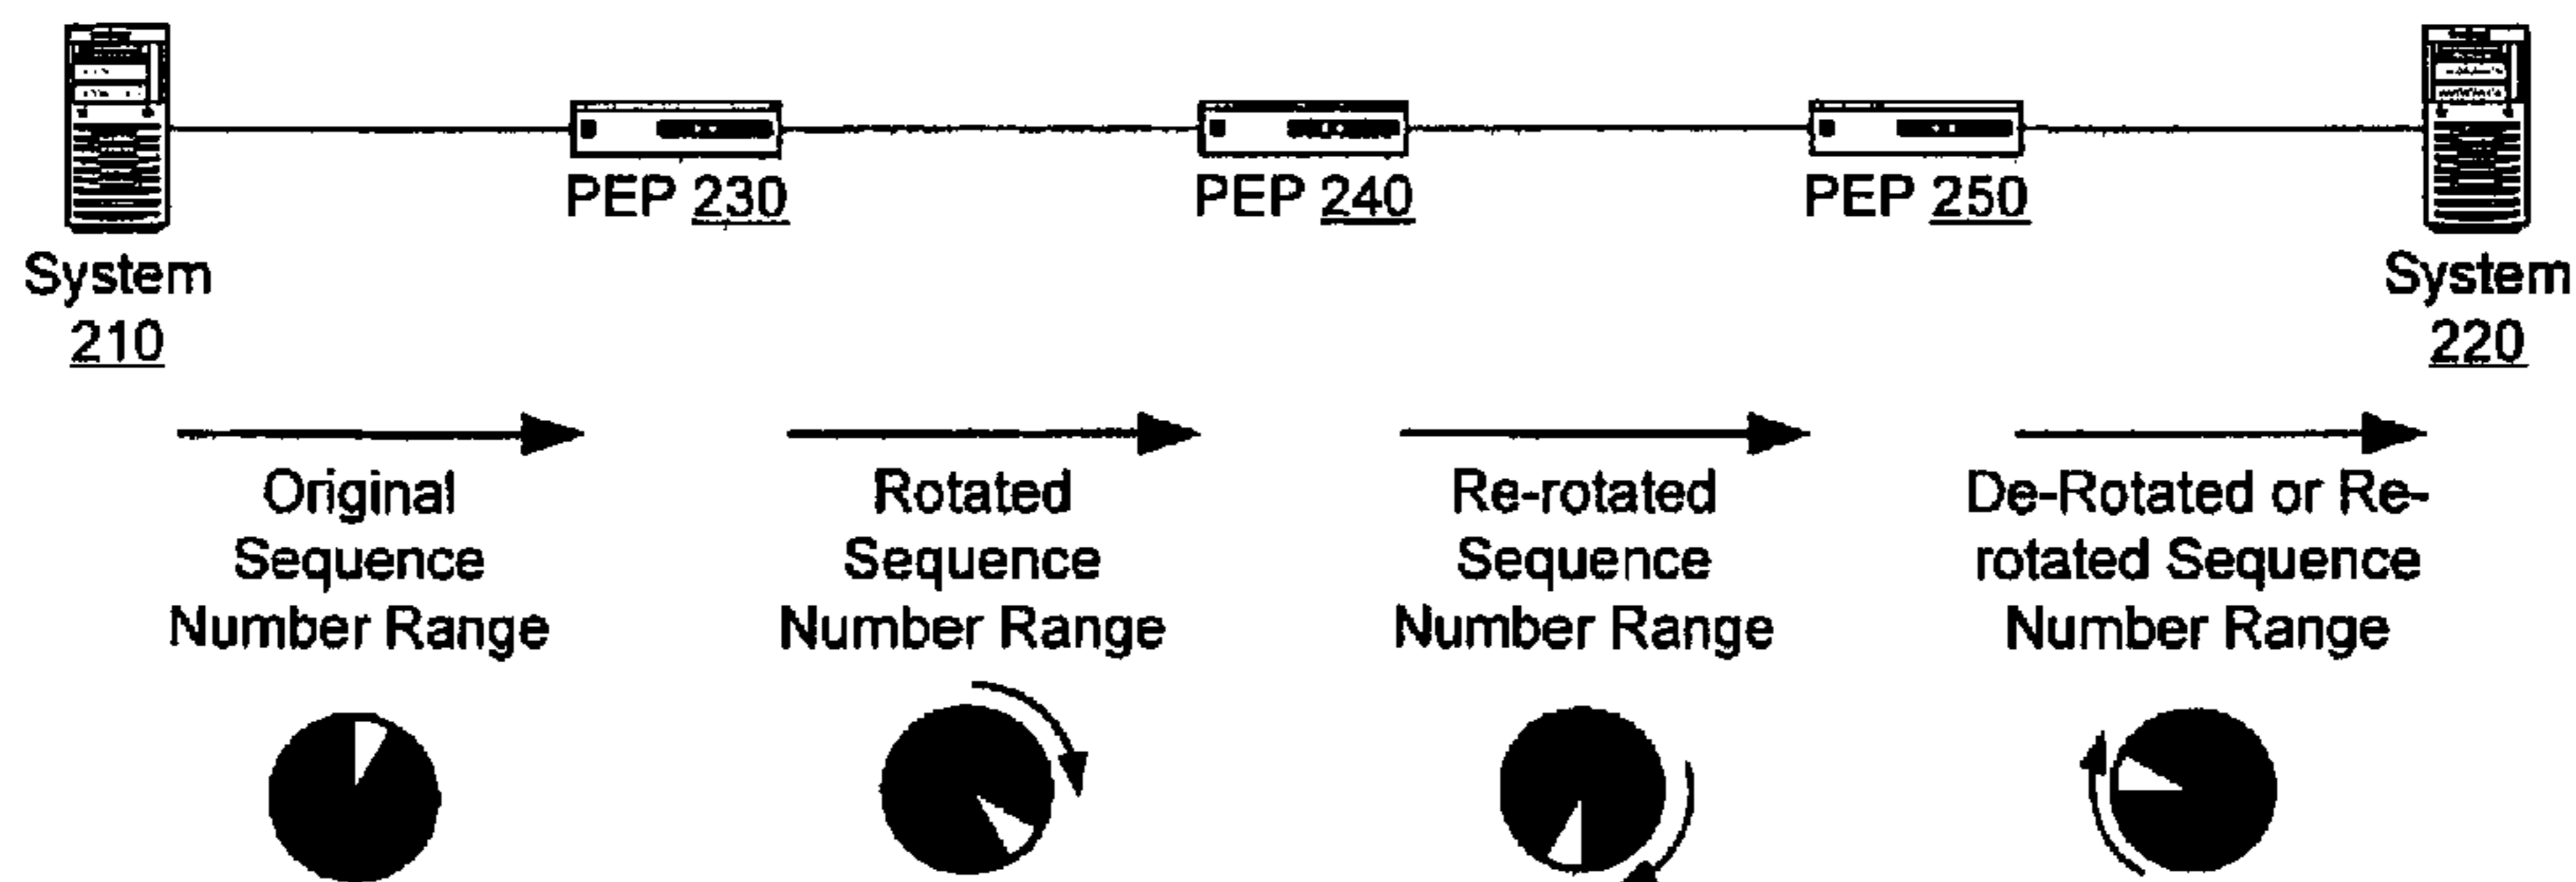 PEP 230
PEP 240
PEP 250
System
210
System
220
Original
Sequence
Number Range
Rotated
Sequence
Number Range
Re-rotated
Sequence
Number Range
De-Rotated or Re-
rotated Sequence
Number Range